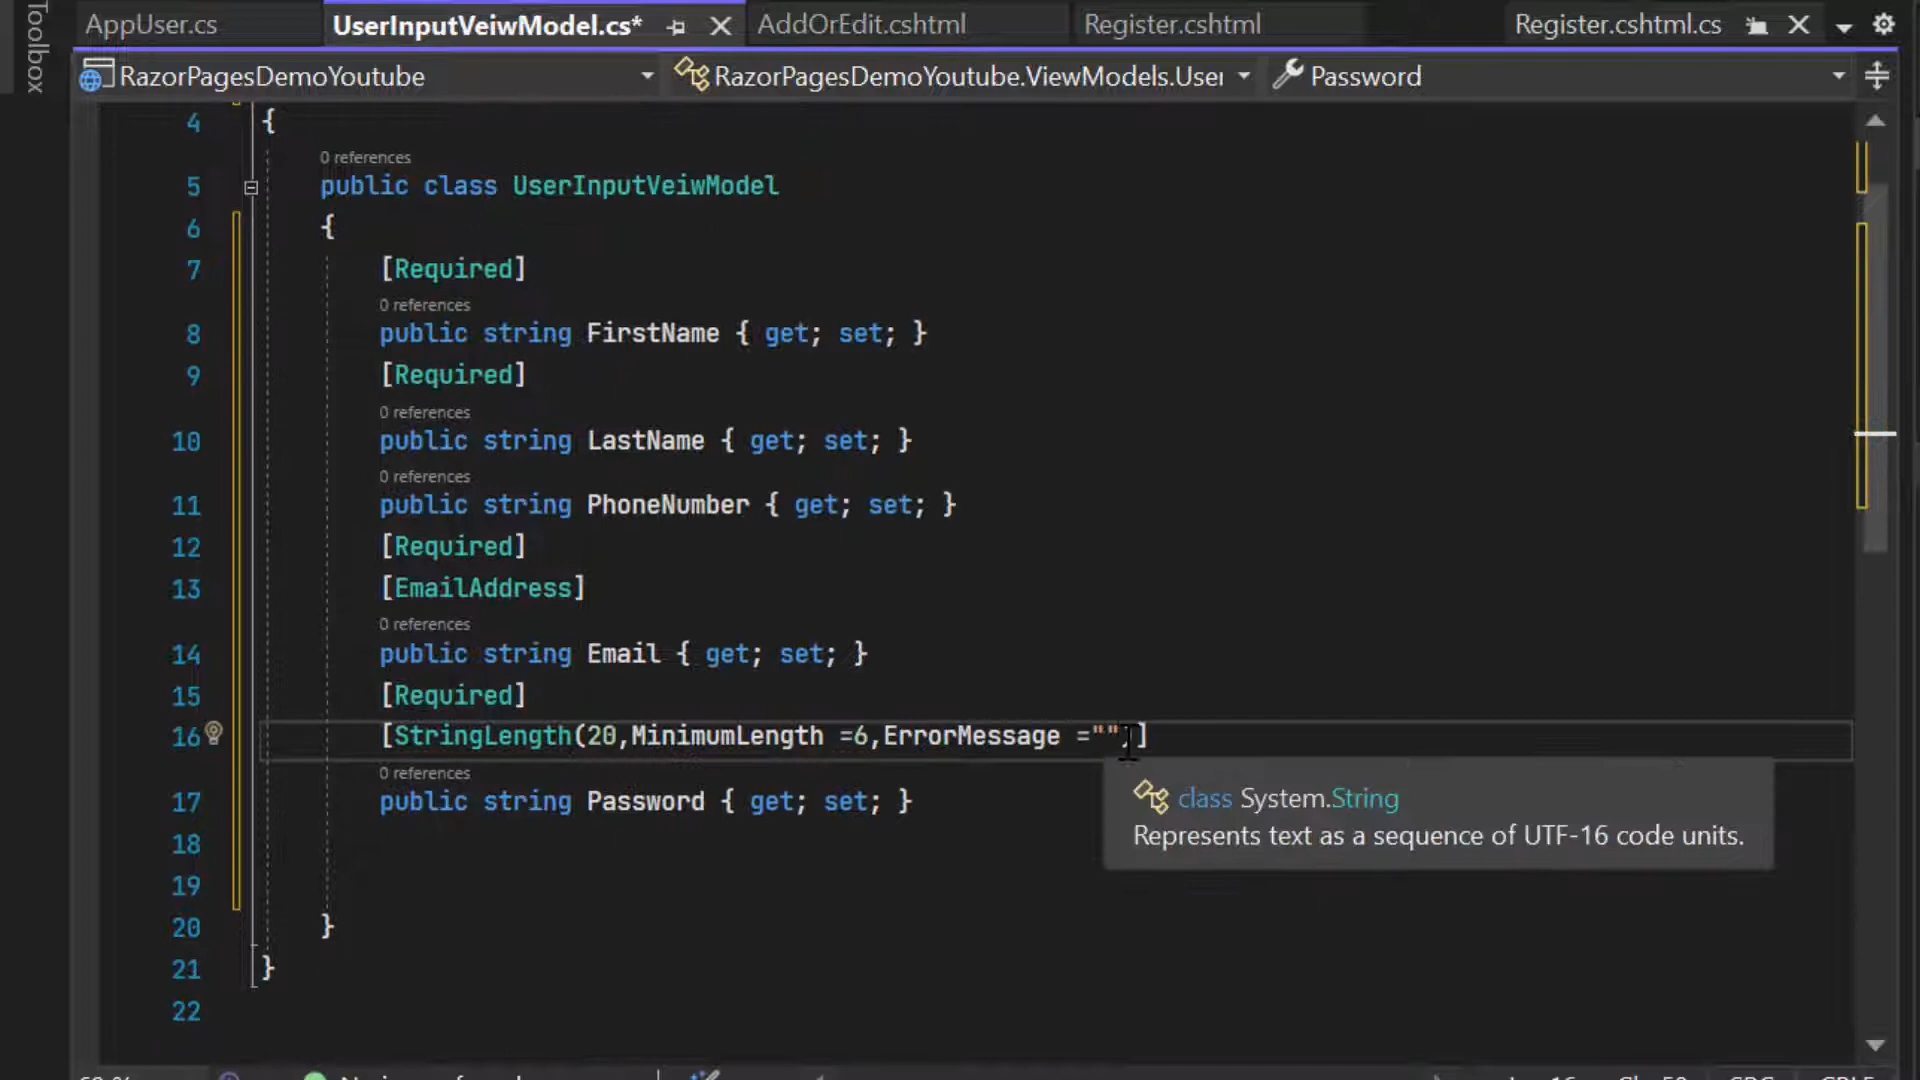 Toolbox
AppUser.cs
UserInputVeiwModel.cs*
AddOrEdit.cshtml
Register.cshtml
Register.cshtml.cs
RazorPagesDemoYoutube
RazorPagesDemoYoutube.ViewModels.User
Password
4 {
0 references
5 public class UserInputVeiwModel
6 {
7 [Required]
0 references
8 public string FirstName { get; set; }
9 [Required]
0 references
10 public string LastName { get; set; }
0 references
11 public string PhoneNumber { get; set; }
12 [Required]
13 [EmailAddress]
0 references
14 public string Email { get; set; }
15 [Required]
16 [StringLength(20,MinimumLength =6,ErrorMessage ="")]
0 references
17 public string Password { get; set; }
class System.String
Represents text as a sequence of UTF-16 code units.
18
19
20 }
21 }
22